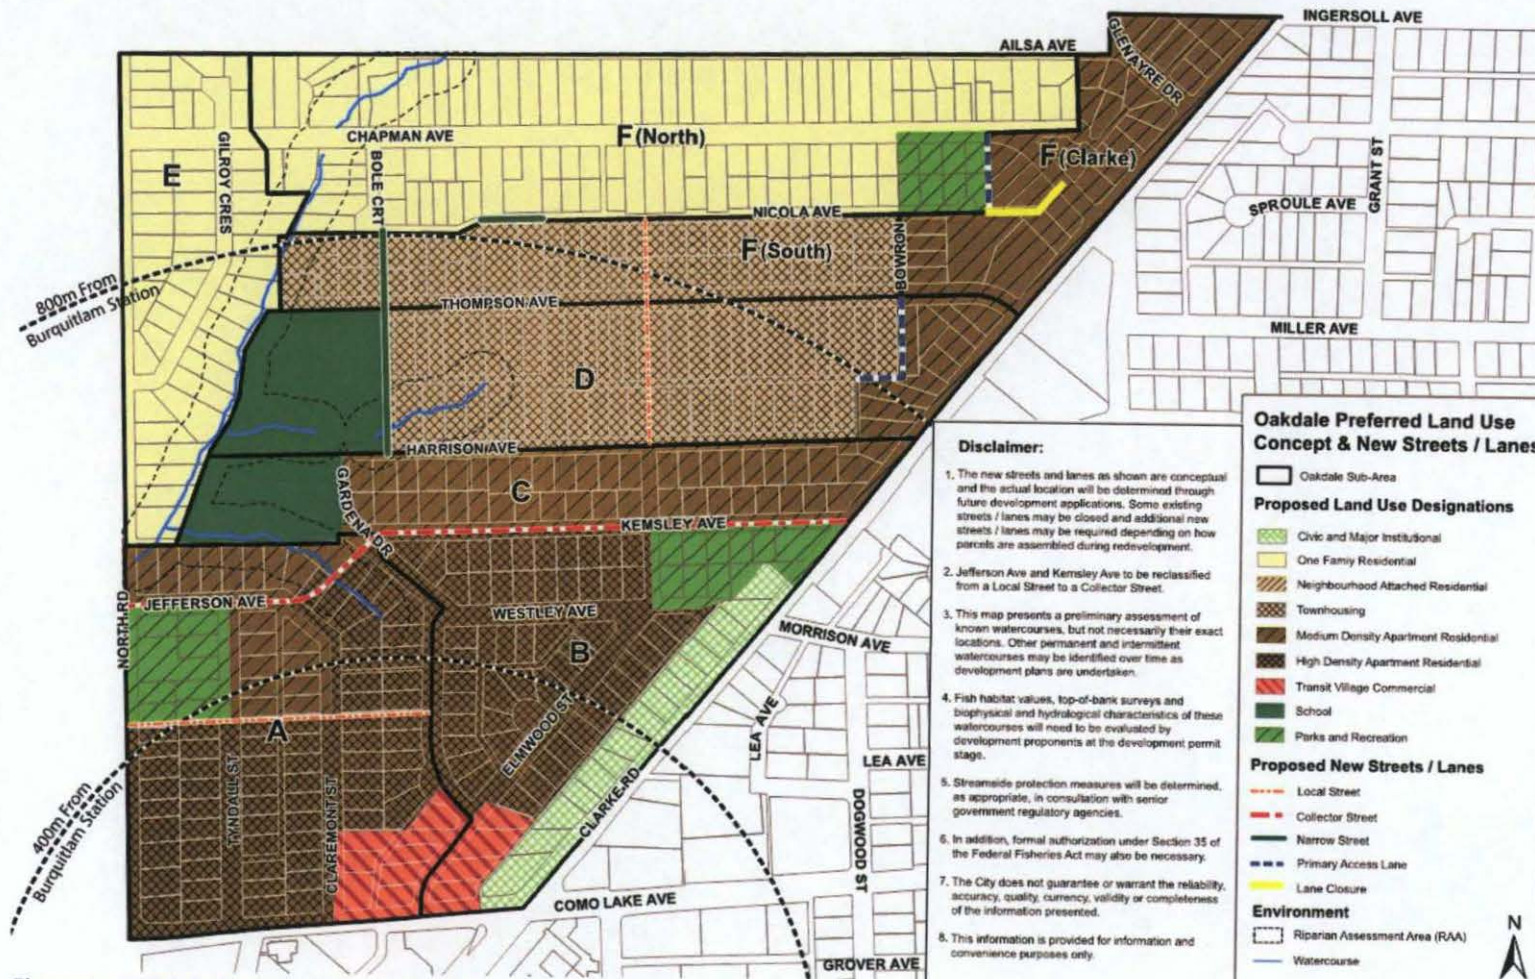 INGERSOLL AVE
AILSA AVE
GLENAYRE DR
CHAPMAN AVE
F (North)
F (Clarke)
GRANT ST
E
GILROY CRES
BOLE CRT
NICOLA AVE
SPROULE AVE
F (South)
BOWRON
800m From
Burquitlam Station
THOMPSON AVE
MILLER AVE
D
HARRISON AVE
C
GARDENA DR
KEMSLEY AVE
NORTH RD
JEFFERSON AVE
WESTLEY AVE
B
MORRISON AVE
A
ELMWOOD ST
LEA AVE
LEA AVE
TYNDALL ST
CLAREMONT ST
CLARKE RD
DOGWOOD ST
400m From
Burquitlam Station
COMO LAKE AVE
GROVER AVE
Disclaimer:
1. The new streets and lanes as shown are conceptual
and the actual location will be determined through
future development applications. Some existing
streets / lanes may be closed and additional new
streets / lanes may be required depending on how
parcels are assembled during redevelopment.
2. Jefferson Ave and Kemsley Ave to be reclassified
from a Local Street to a Collector Street.
3. This map presents a preliminary assessment of
known watercourses, but not necessarily their exact
locations. Other permanent and intermittent
watercourses may be identified over time as
development plans are undertaken.
4. Fish habitat values, top-of-bank surveys and
biophysical and hydrological characteristics of these
watercourses will need to be evaluated by
development proponents at the development permit
stage.
5. Streamside protection measures will be determined,
as appropriate, in consultation with senior
government regulatory agencies.
6. In addition, formal authorization under Section 35 of
the Federal Fisheries Act may also be necessary.
7. The City does not guarantee or warrant the reliability,
accuracy, quality, currency, validity or completeness
of the information presented.
8. This information is provided for information and
convenience purposes only.
Oakdale Preferred Land Use
Concept & New Streets / Lanes
Oakdale Sub-Area
Proposed Land Use Designations
Civic and Major Institutional
One Famiy Residential
Neighbourhood Attached Residential
Townhousing
Medium Density Apartment Residential
High Density Apartment Residential
Transit Village Commercial
School
Parks and Recreation
Proposed New Streets / Lanes
Local Street
Collector Street
Narrow Street
Primary Access Lane
Lane Closure
Environment
Riparian Assessment Area (RAA)
Watercourse
N